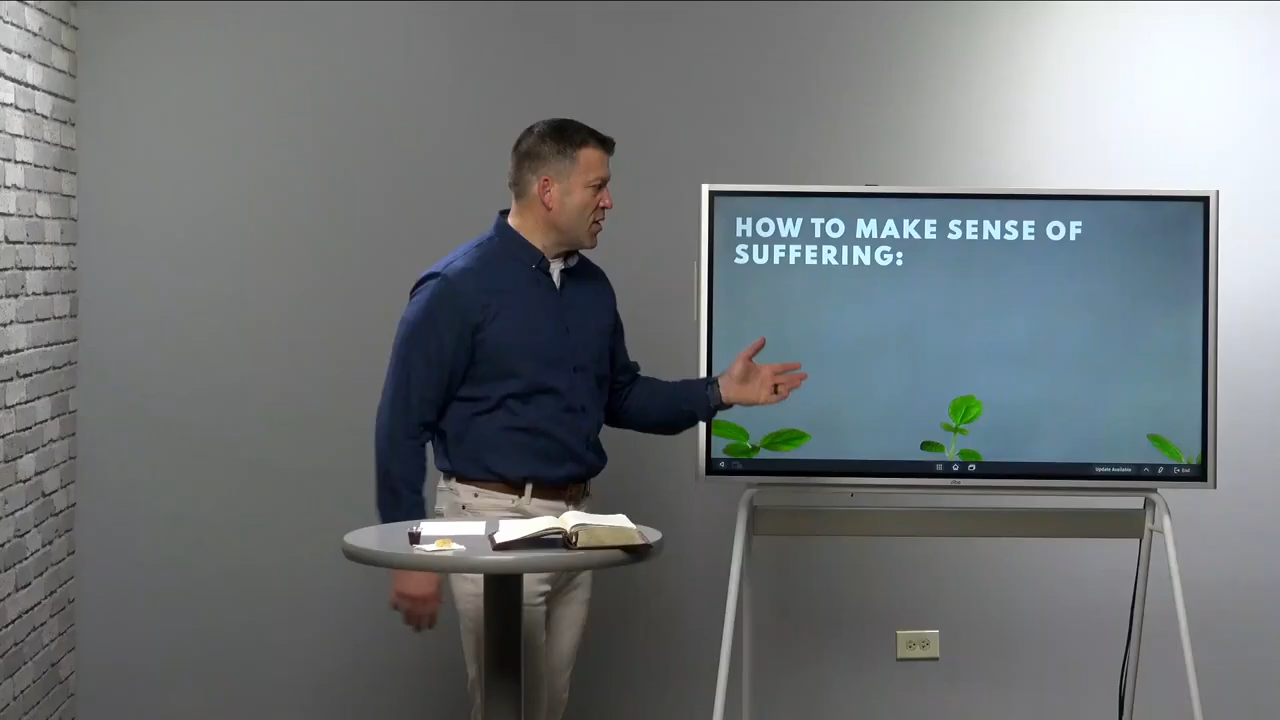 HOW TO MAKE SENSE OF
SUFFERING:
Update Available
Exit